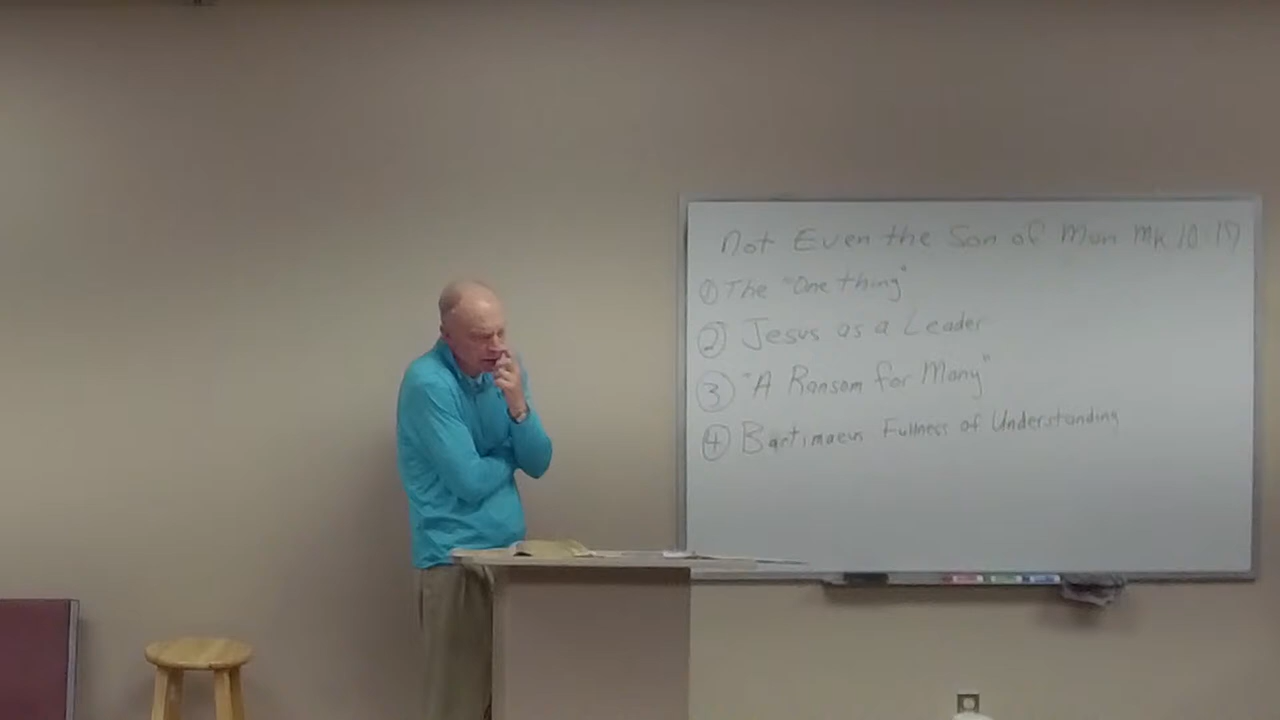 Not Even the Son of Man Mk 10:17
① The "One thing"
② Jesus as a Leader
③ "A Ransom for Many"
④ Bartimaeus Fullness of Understanding